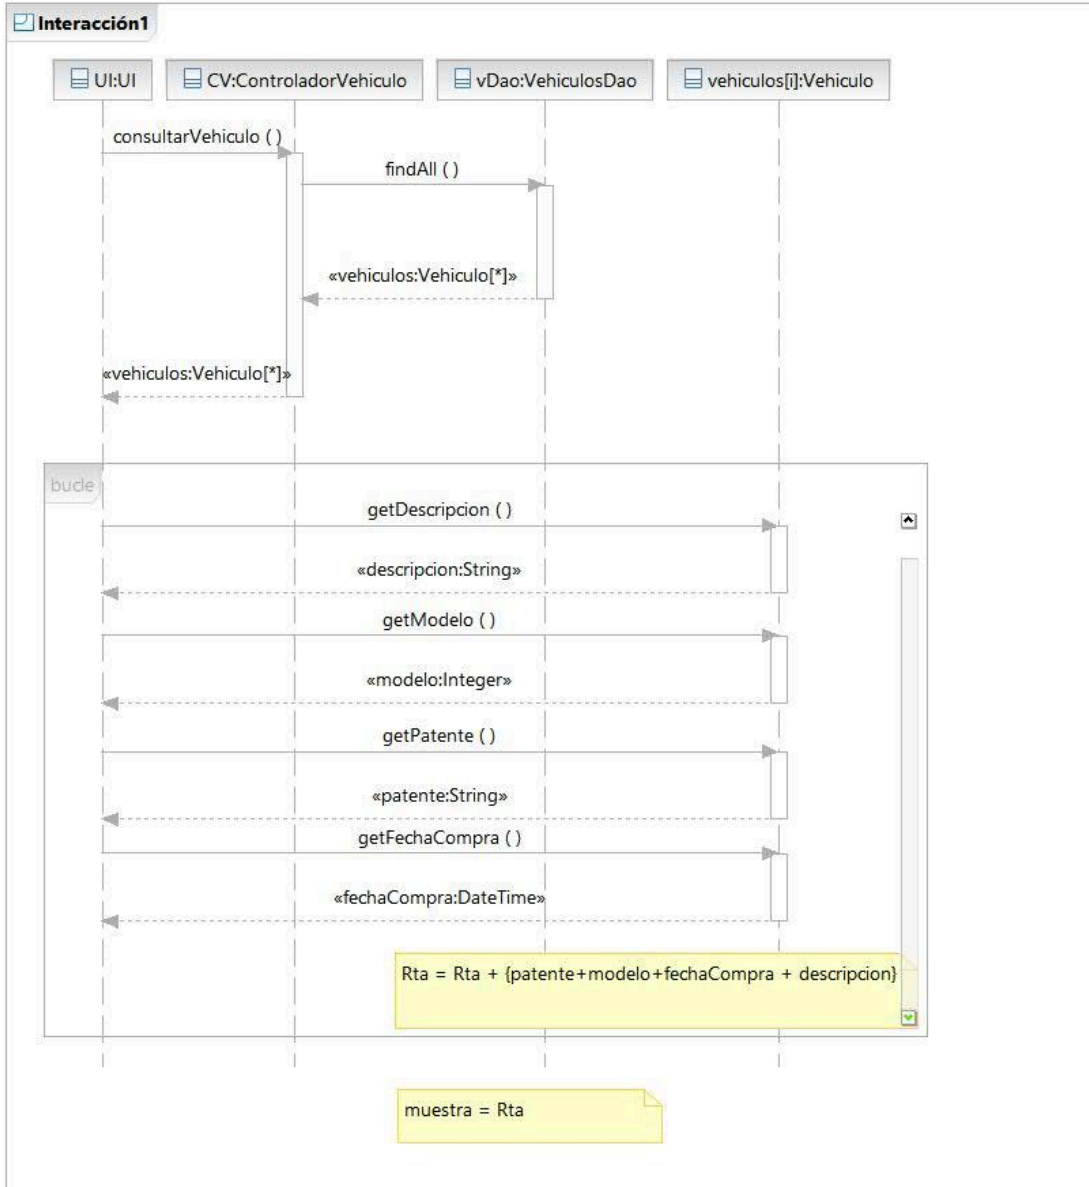 Interacción1
UI:UI
CV:ControladorVehiculo
vDao:VehiculosDao
vehiculos[i]:Vehiculo
consultarVehiculo ( )
findAll ( )
«vehiculos:Vehiculo[*]»
«vehiculos:Vehiculo[*]»
bucle
getDescripcion ( )
«descripcion:String»
getModelo ( )
«modelo:Integer»
getPatente ( )
«patente:String»
getFechaCompra ( )
«fechaCompra:DateTime»
Rta = Rta + {patente+modelo+fechaCompra + descripcion}
muestra = Rta